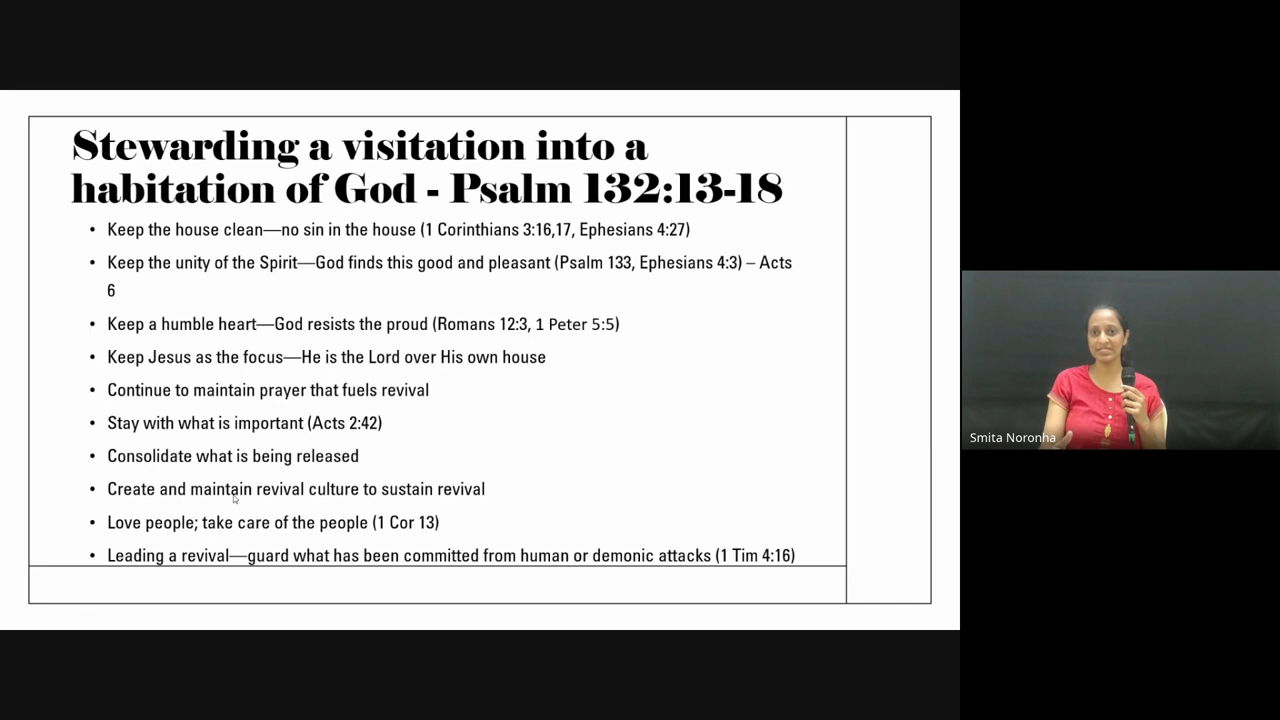 Stewarding a visitation into a
habitation of God - Psalm 132:13-18
• Keep the house clean—no sin in the house (1 Corinthians 3:16,17, Ephesians 4:27)
• Keep the unity of the Spirit—God finds this good and pleasant (Psalm 133, Ephesians 4:3) – Acts
6
• Keep a humble heart—God resists the proud (Romans 12:3, 1 Peter 5:5)
• Keep Jesus as the focus—He is the Lord over His own house
• Continue to maintain prayer that fuels revival
• Stay with what is important (Acts 2:42)
• Consolidate what is being released
• Create and maintain revival culture to sustain revival
• Love people; take care of the people (1 Cor 13)
• Leading a revival—guard what has been committed from human or demonic attacks (1 Tim 4:16)
Smita Noronha